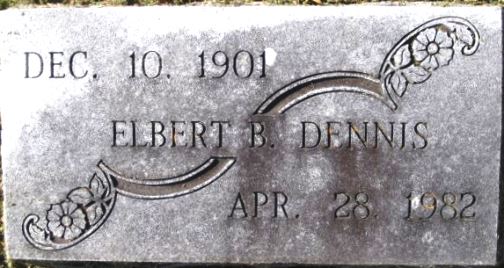 DEC. 10. 1901
ELBERT B. DENNIS
APR. 28. 1982